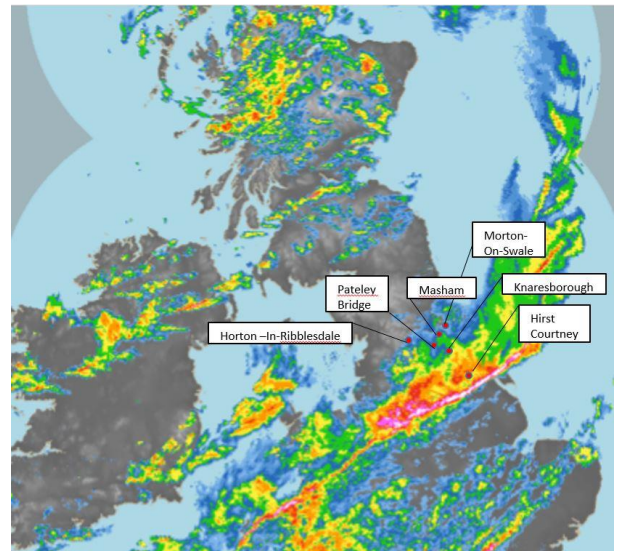 Morton-
On-Swale
Pateley
Bridge
Masham
Knaresborough
Horton –In-Ribblesdale
Hirst
Courtney